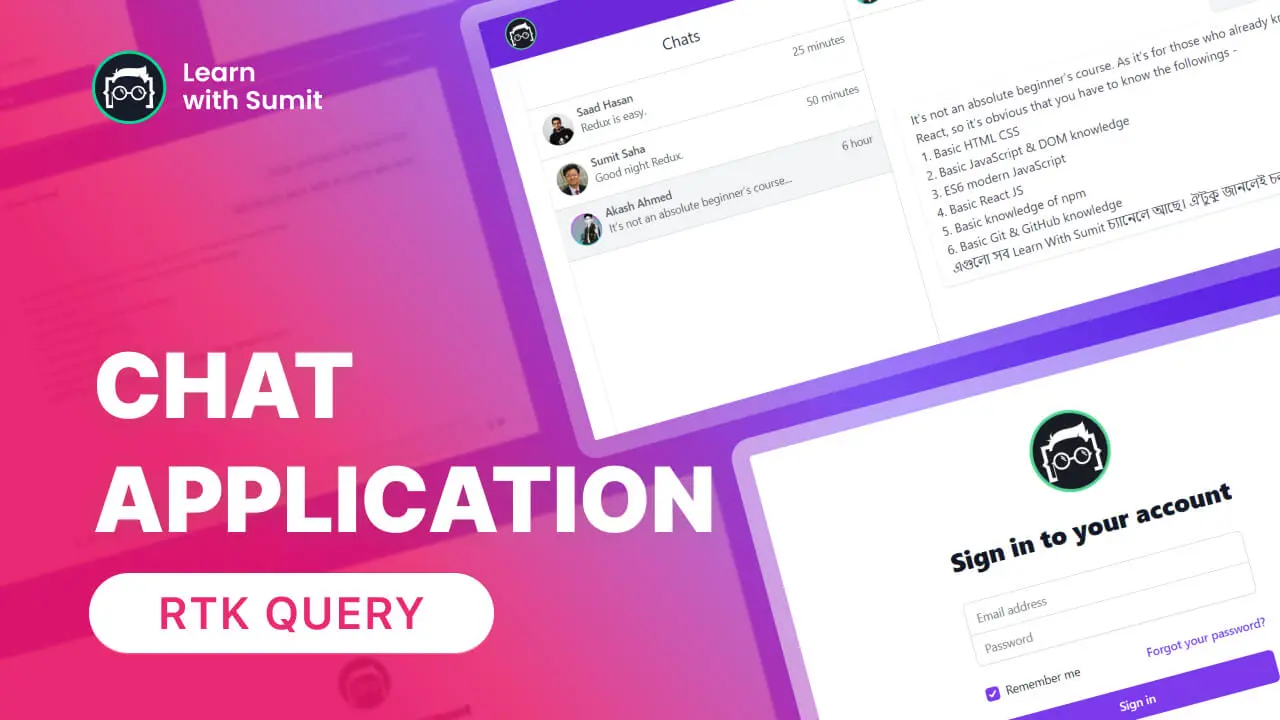 Learn
with Sumit
CHAT
APPLICATION
RTK QUERY
Chats
25 minutes
Saad Hasan
Redux is easy.
50 minutes
Sumit Saha
Good night Redux.
6 hour
Akash Ahmed
It's not an absolute beginner's course...
It's not an absolute beginner's course. As it's for those who already
React, so it's obvious that you have to know the followings -
1. Basic HTML CSS
2. Basic JavaScript & DOM knowledge
3. ES6 modern JavaScript
4. Basic React JS
5. Basic knowledge of npm
6. Basic Git & GitHub knowledge
এগুলো সব Learn With Sumit চ্যানেলে আছে। এটুকু জানলেই
Sign in to your account
Email address
Password
Remember me
Forgot your password?
Sign in